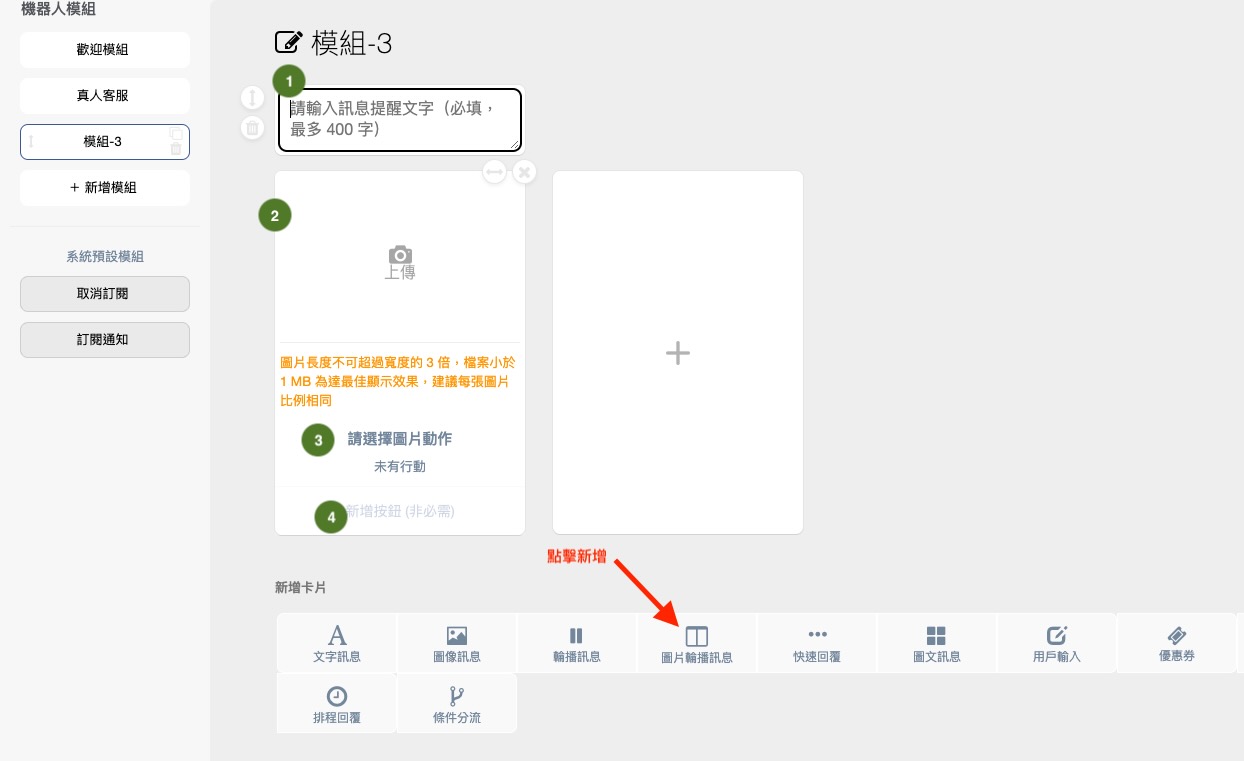 機器人模組
歡迎模組
真人客服
模組-3
+ 新增模組
系統預設模組
取消訂閱
訂閱通知
模組-3
1
請輸入訊息提醒文字（必填，
最多 400 字）
2
上傳
圖片長度不可超過寬度的 3 倍，檔案小於
1 MB 為達最佳顯示效果，建議每張圖片
比例相同
3
請選擇圖片動作
未有行動
4
新增按鈕 (非必需)
點擊新增
新增卡片
文字訊息
圖像訊息
輪播訊息
圖片輪播訊息
快速回覆
圖文訊息
用戶輸入
優惠券
排程回覆
條件分流